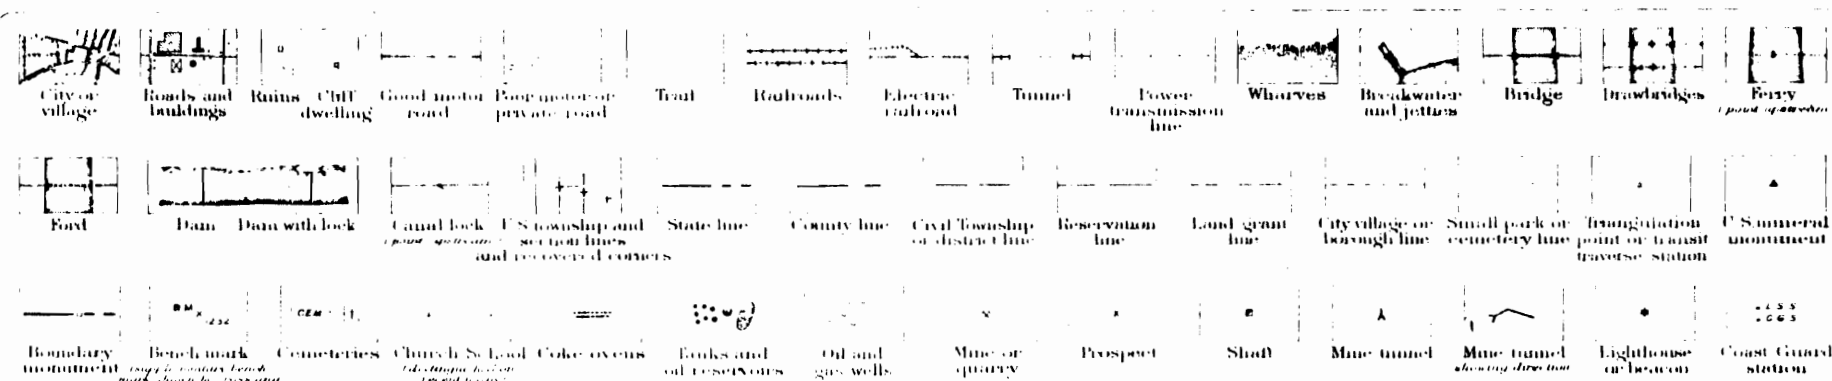 City or village
Roads and buildings
Ruins
Cliff dwelling
Good motor road
Poor motor or private road
Trail
Railroads
Electric railroad
Tunnel
Power transmission line
Wharves
Breakwater and jetties
Bridge
Drawbridges
Ferry
Ford
Dam
Dam with lock
Canal lock
U.S. township and section lines and recovered corners
State line
County line
Civil Township or district line
Reservation line
Land grant line
City village or borough line
Small park or cemetery line
Triangulation point or transit traverse station
U.S. mineral monument
BM
x
1232
CEM
L S S
C G S
Boundary monument
Bench mark
Cemeteries
Church School
Coke ovens
Tanks and oil reservoirs
Oil and gas wells
Mine or quarry
Prospect
Shaft
Mine tunnel
Mine tunnel
showing direction
Lighthouse or beacon
Coast Guard station